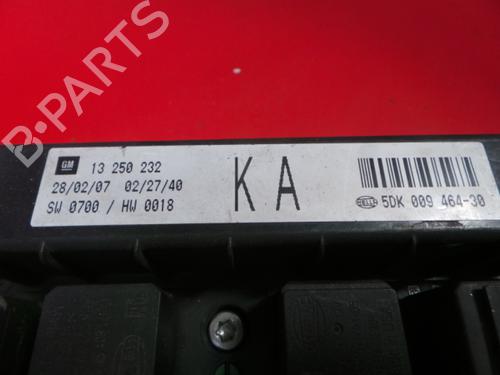 B-PARTS
GM 13 250 232
28/02/07 02/27/40
SW 0700 / HW 0018
KA
HELLA 5DK 009 464-30